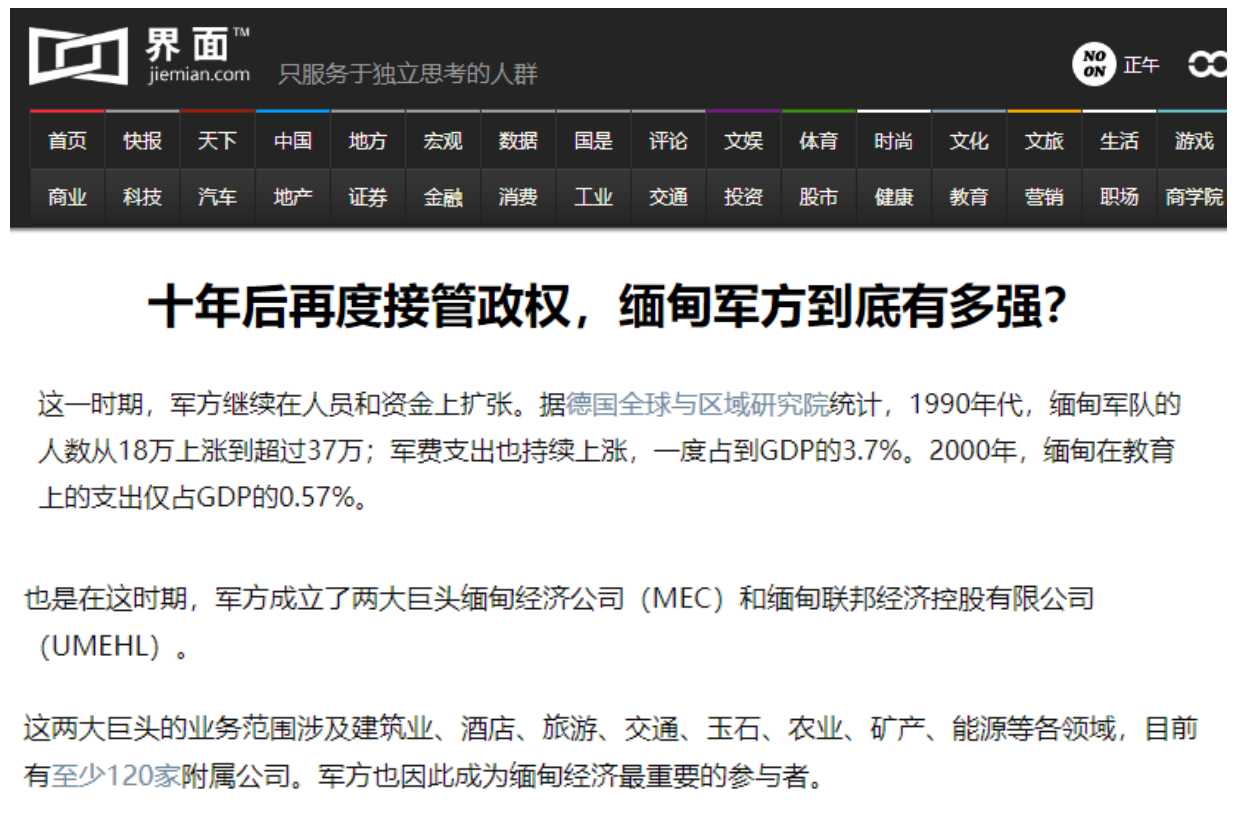 界面™
jiemian.com
只服务于独立思考的人群
NO
ON
正午
首页 快报 天下 中国 地方 宏观 数据 国是 评论 文娱 体育 时尚 文化 文旅 生活 游戏
商业 科技 汽车 地产 证券 金融 消费 工业 交通 投资 股市 健康 教育 营销 职场 商学院
十年后再度接管政权，缅甸军方到底有多强？
这一时期，军方继续在人员和资金上扩张。据德国全球与区域研究院统计，1990年代，缅甸军队的
人数从18万上涨到超过37万；军费支出也持续上涨，一度占到GDP的3.7%。2000年，缅甸在教育
上的支出仅占GDP的0.57%。
也是在这时期，军方成立了两大巨头缅甸经济公司（MEC）和缅甸联邦经济控股有限公司
（UMEHL）。
这两大巨头的业务范围涉及建筑业、酒店、旅游、交通、玉石、农业、矿产、能源等各领域，目前
有至少120家附属公司。军方也因此成为缅甸经济最重要的参与者。